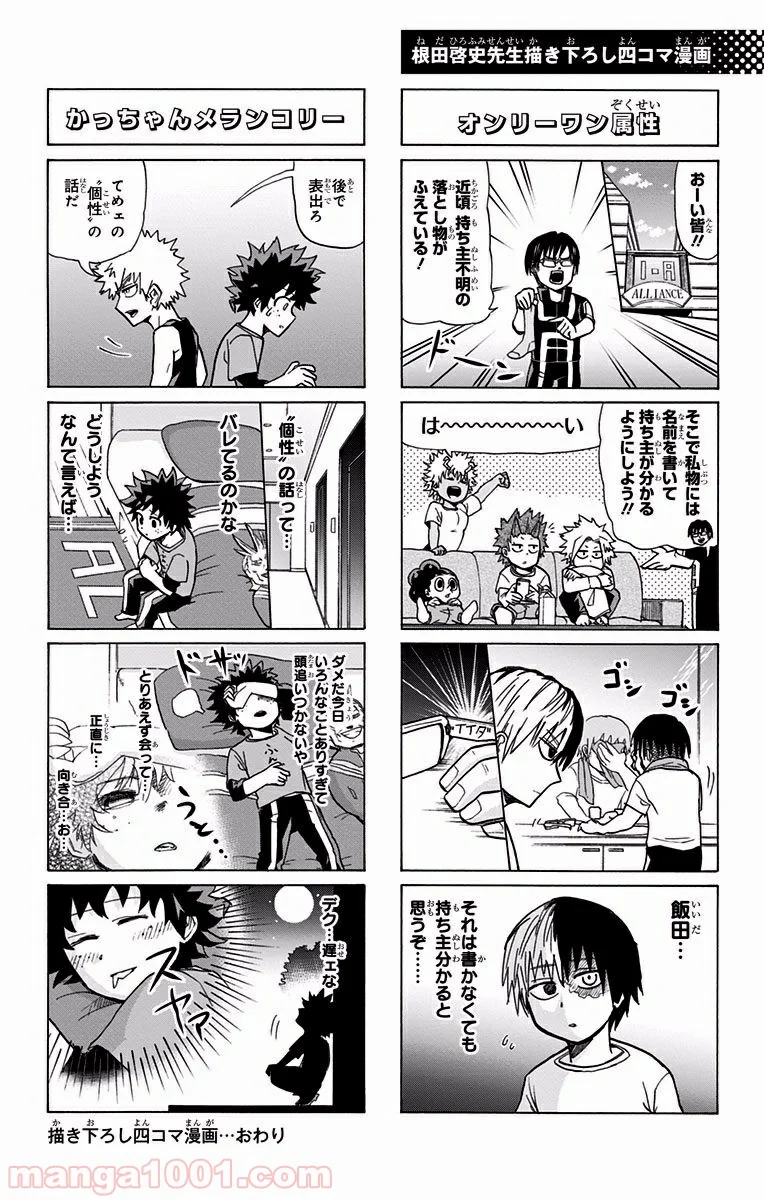 根田啓史先生描き下ろし四コマ漫画
オンリーワン属性
おーい皆!!
近頃 持ち主不明の
落とし物が
ふえている!
I・A
ALLIANCE
ドーン
そこで私物には
名前を書いて
持ち主が分かる
ようにしよう!!
は〜〜〜〜〜〜〜〜〜〜〜い
ゴシ
ゴシ
イイダ
飯田…
それは書かなくても
持ち主分かると
思うぞ……
かっちゃんメランコリー
後で
表出ろ
てめェの
〝個性〟の
話だ
〝個性〟の話って…
バレてるのかな
どうしよう
なんて言えば…
AL
ドサッ
ダメだ今日
いろんなことありすぎて
頭追いつかないや
ふとん
とりあえず会って…
正直に…
向き合…お…
うと…
デク…遅ェな
スヤァ
描き下ろし四コマ漫画…おわり
manga1001.com